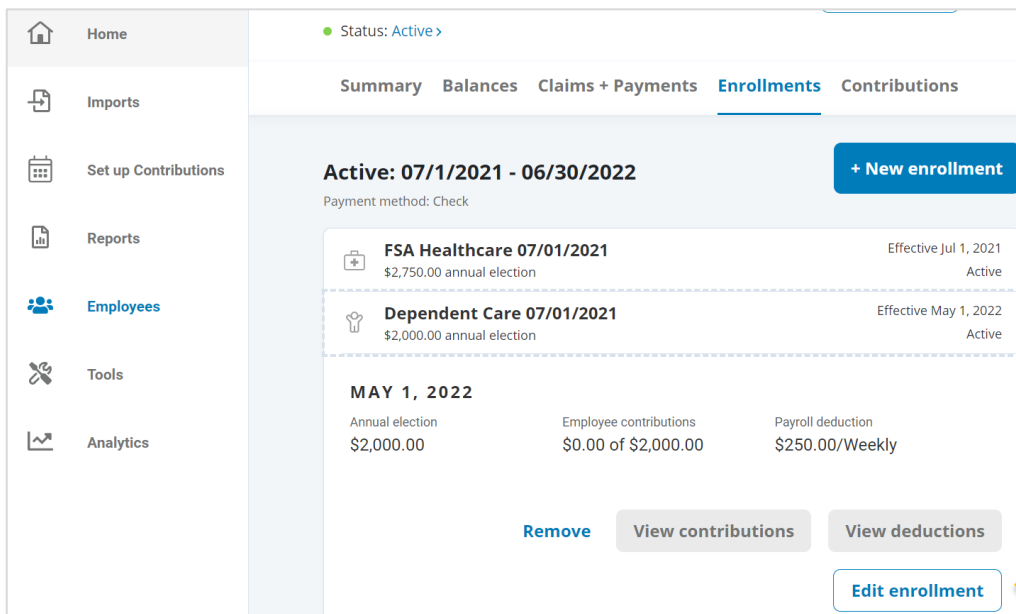 Home
Imports
Set up Contributions
Reports
Employees
Tools
Analytics
Status: Active >
Summary Balances Claims + Payments Enrollments Contributions
Active: 07/1/2021 - 06/30/2022
+ New enrollment
Payment method: Check
FSA Healthcare 07/01/2021 Effective Jul 1, 2021
$2,750.00 annual election Active
Dependent Care 07/01/2021 Effective May 1, 2022
$2,000.00 annual election Active
MAY 1, 2022
Annual election Employee contributions Payroll deduction
$2,000.00 $0.00 of $2,000.00 $250.00/Weekly
Remove View contributions View deductions
Edit enrollment